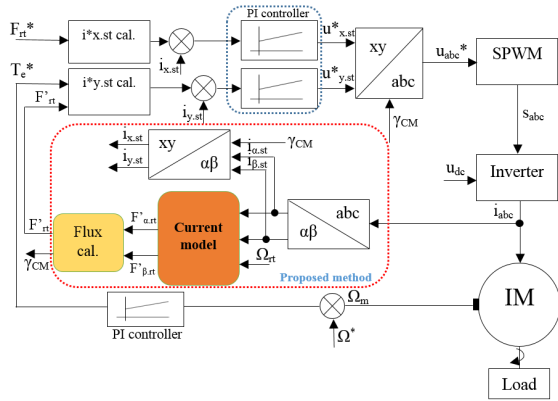 PI controller
F_rt*
i*x.st cal.
u*_x.st
i_x.st
xy
abc
u_abc*
SPWM
T_e*
i*y.st cal.
u*_y.st
F'_rt
i_y.st
γ_CM
s_abc
i_x.st
i_y.st
xy
αβ
γ_CM
i_α.st
i_β.st
u_dc
Inverter
i_abc
F'_rt
Flux
cal.
F'_α.rt
F'_β.rt
Current
model
abc
αβ
γ_CM
Ω_rt
Proposed method
PI controller
Ω_m
Ω*
IM
Load